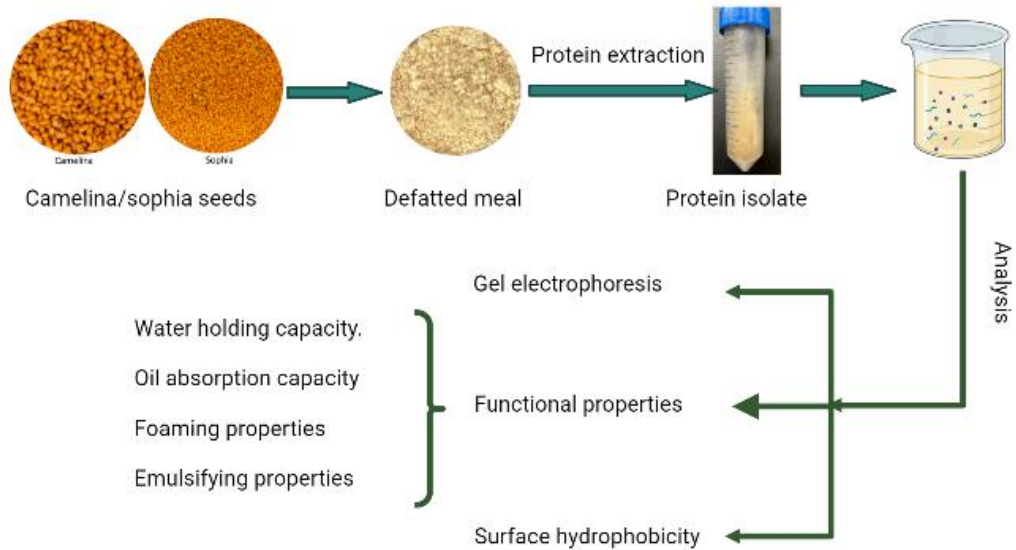 Protein extraction
Camelina
Sophia
Camelina/sophia seeds
Defatted meal
Protein isolate
Analysis
Gel electrophoresis
Water holding capacity.
Oil absorption capacity
Functional properties
Foaming properties
Emulsifying properties
Surface hydrophobicity